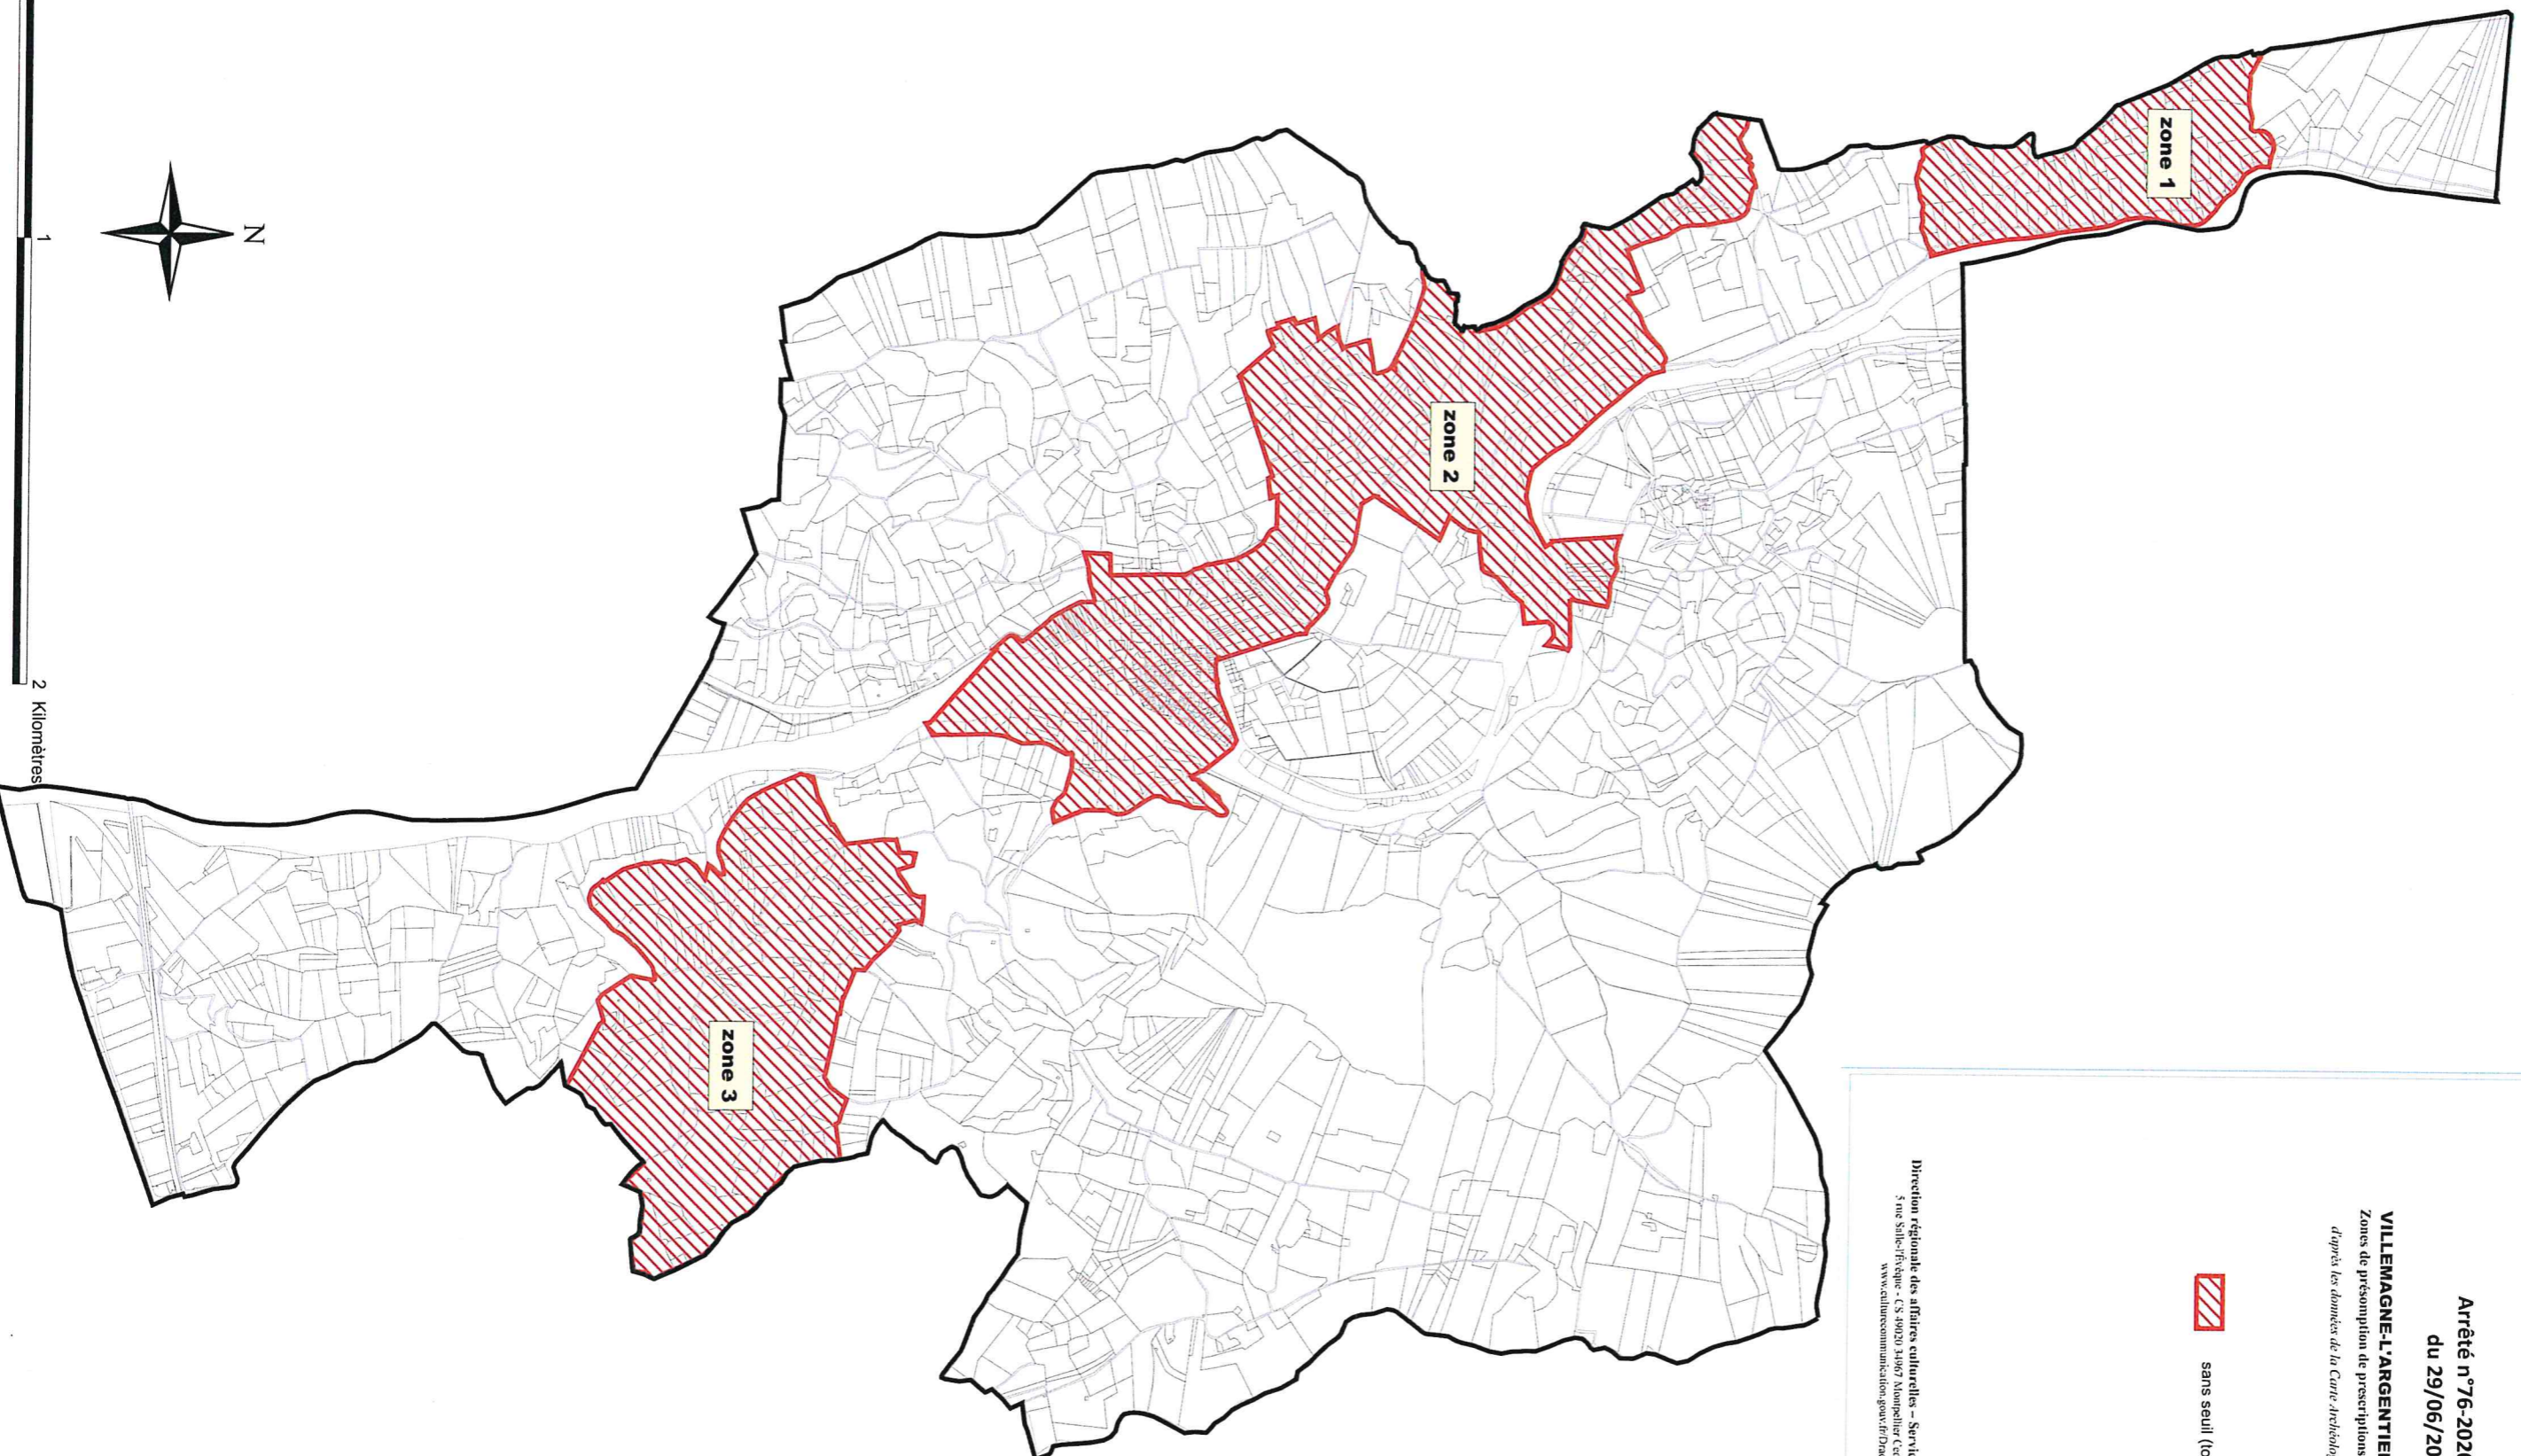 Arrêté n°76-202
du 29/06/20
VILLEMAGNE-L'ARGENTIE
Zones de présomption de prescriptions
d'après les données de la Carte Archéolo
sans seuil (to
Direction régionale des affaires culturelles – Servi
5 rue Salle-l'Évêque - CS 49020 34967 Montpellier Ce
www.culturecommunication.gouv.fr/Dra
zone 1
zone 2
zone 3
N
1
2 Kilomètres